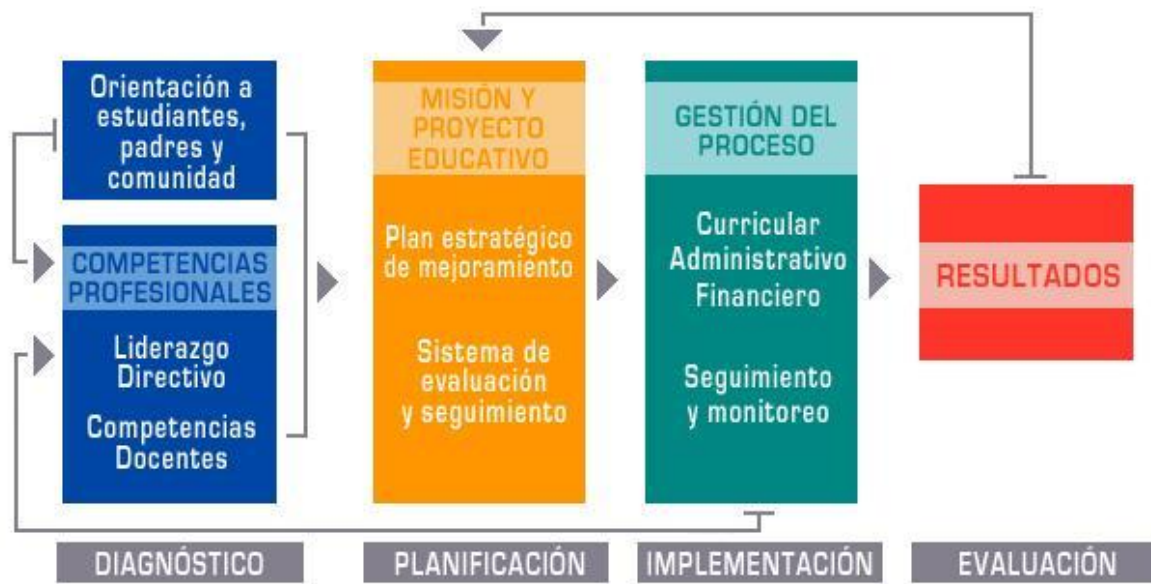 Orientación a
estudiantes,
padres y
comunidad
COMPETENCIAS
PROFESIONALES
Liderazgo
Directivo
Competencias
Docentes
MISIÓN Y
PROYECTO
EDUCATIVO
Plan estratégico
de mejoramiento
Sistema de
evaluación
y seguimiento
GESTIÓN DEL
PROCESO
Curricular
Administrativo
Financiero
Seguimiento
y monitoreo
RESULTADOS
DIAGNÓSTICO
PLANIFICACIÓN
IMPLEMENTACIÓN
EVALUACIÓN